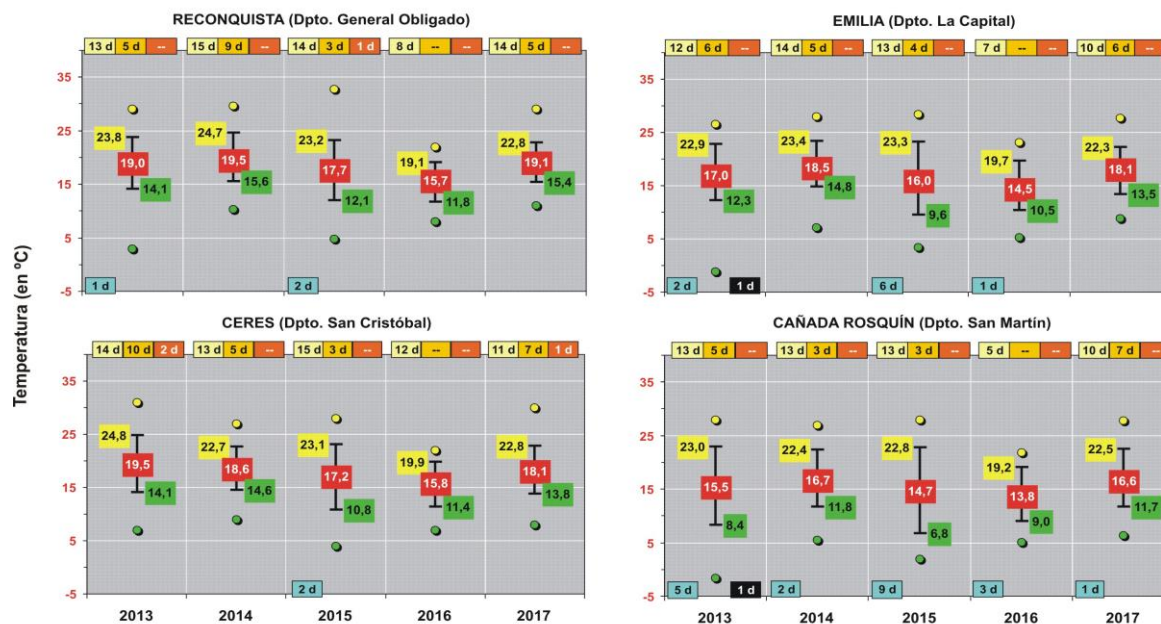 RECONQUISTA (Dpto. General Obligado)
13 d 5 d -- 15 d 9 d -- 14 d 3 d 1 d 8 d -- -- 14 d 5 d --
35
25
15
5
-5
23,8 19,0 14,1
24,7 19,5 15,6
23,2 17,7 12,1
19,1 15,7 11,8
22,8 19,1 15,4
1 d 2 d
EMILIA (Dpto. La Capital)
12 d 6 d -- 14 d 5 d -- 13 d 4 d -- 7 d -- -- 10 d 6 d --
35
25
15
5
-5
22,9 17,0 12,3
23,4 18,5 14,8
23,3 16,0 9,6
19,7 14,5 10,5
22,3 18,1 13,5
2 d 1 d 6 d 1 d
Temperatura (en ºC)
CERES (Dpto. San Cristóbal)
14 d 10 d 2 d 13 d 5 d -- 15 d 3 d -- 12 d -- -- 11 d 7 d 1 d
35
25
15
5
-5
24,8 19,5 14,1
22,7 18,6 14,6
23,1 17,2 10,8
19,9 15,8 11,4
22,8 18,1 13,8
2 d
2013 2014 2015 2016 2017
CAÑADA ROSQUÍN (Dpto. San Martín)
13 d 5 d -- 13 d 3 d -- 13 d 3 d -- 5 d -- -- 10 d 7 d --
35
25
15
5
-5
23,0 15,5 8,4
22,4 16,7 11,8
22,8 14,7 6,8
19,2 13,8 9,0
22,5 16,6 11,7
5 d 1 d 2 d 9 d 3 d 1 d
2013 2014 2015 2016 2017